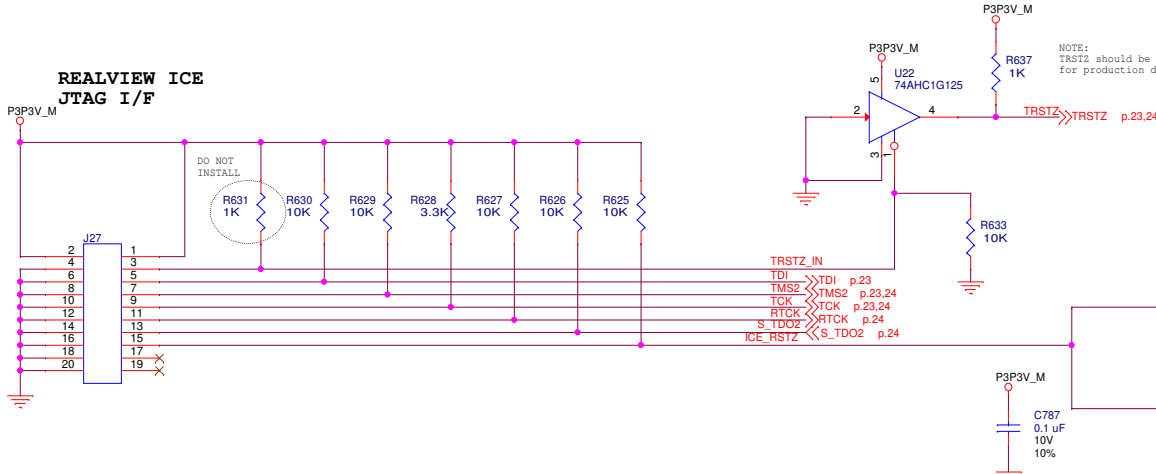 REALVIEW ICE
JTAG I/F
P3P3V_M
DO NOT
INSTALL
R631
1K
R630
10K
R629
10K
R628
3.3K
R627
10K
R626
10K
R625
10K
J27
2 1
4 3
6 5
8 7
10 9
12 11
14 13
16 15
18 17
20 19
TRSTZ_IN
TDI TDI p.23
TMS2 TMS2 p.23,24
TCK TCK p.23,24
RTCK RTCK p.24
S_TDO2 S_TDO2 p.24
ICE_RSTZ
P3P3V_M
U22
74AHC1G125
5
2
4
3
1
P3P3V_M
R637
1K
NOTE:
TRSTZ should be
for production d
TRSTZ TRSTZ p.23,24
R633
10K
P3P3V_M
C787
0.1 uF
10V
10%